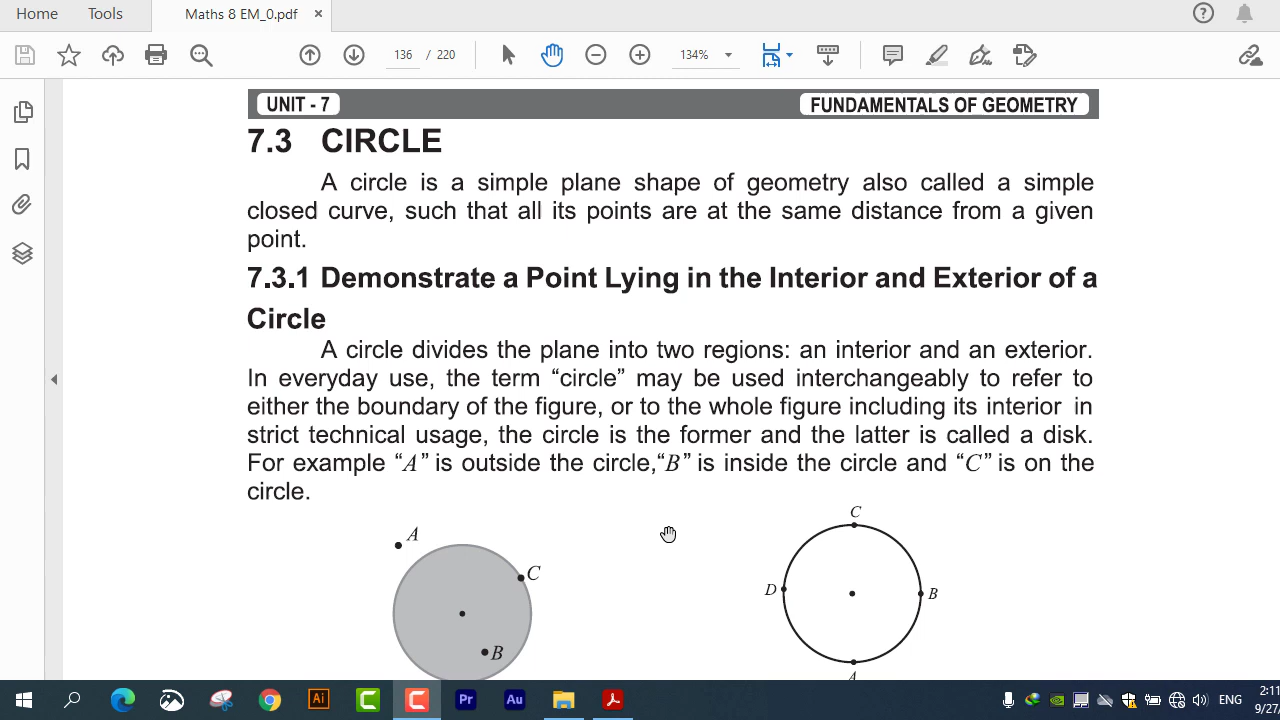 Home Tools Maths 8 EM_0.pdf ×
136 / 220 134%
UNIT - 7 FUNDAMENTALS OF GEOMETRY
7.3 CIRCLE
A circle is a simple plane shape of geometry also called a simple
closed curve, such that all its points are at the same distance from a given
point.
7.3.1 Demonstrate a Point Lying in the Interior and Exterior of a
Circle
A circle divides the plane into two regions: an interior and an exterior.
In everyday use, the term “circle” may be used interchangeably to refer to
either the boundary of the figure, or to the whole figure including its interior in
strict technical usage, the circle is the former and the latter is called a disk.
For example “A” is outside the circle,“B” is inside the circle and “C” is on the
circle.
A
C
B
C
D
B
A
Ai C C Pr Au ENG 2:11
9/27/